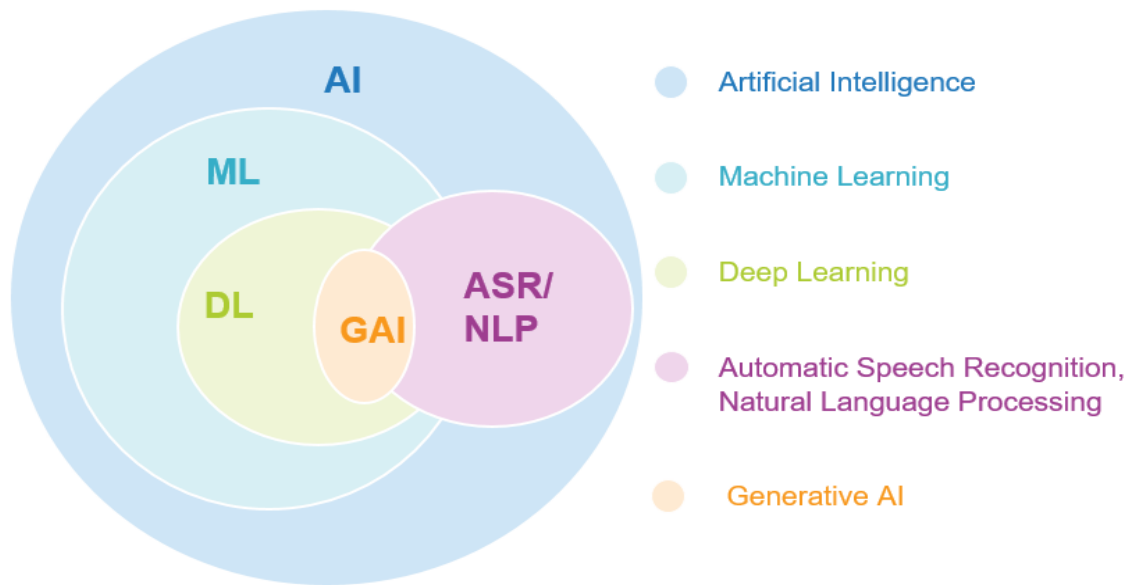 AI
ML
DL
GAI
ASR/
NLP
Artificial Intelligence
Machine Learning
Deep Learning
Automatic Speech Recognition,
Natural Language Processing
Generative AI